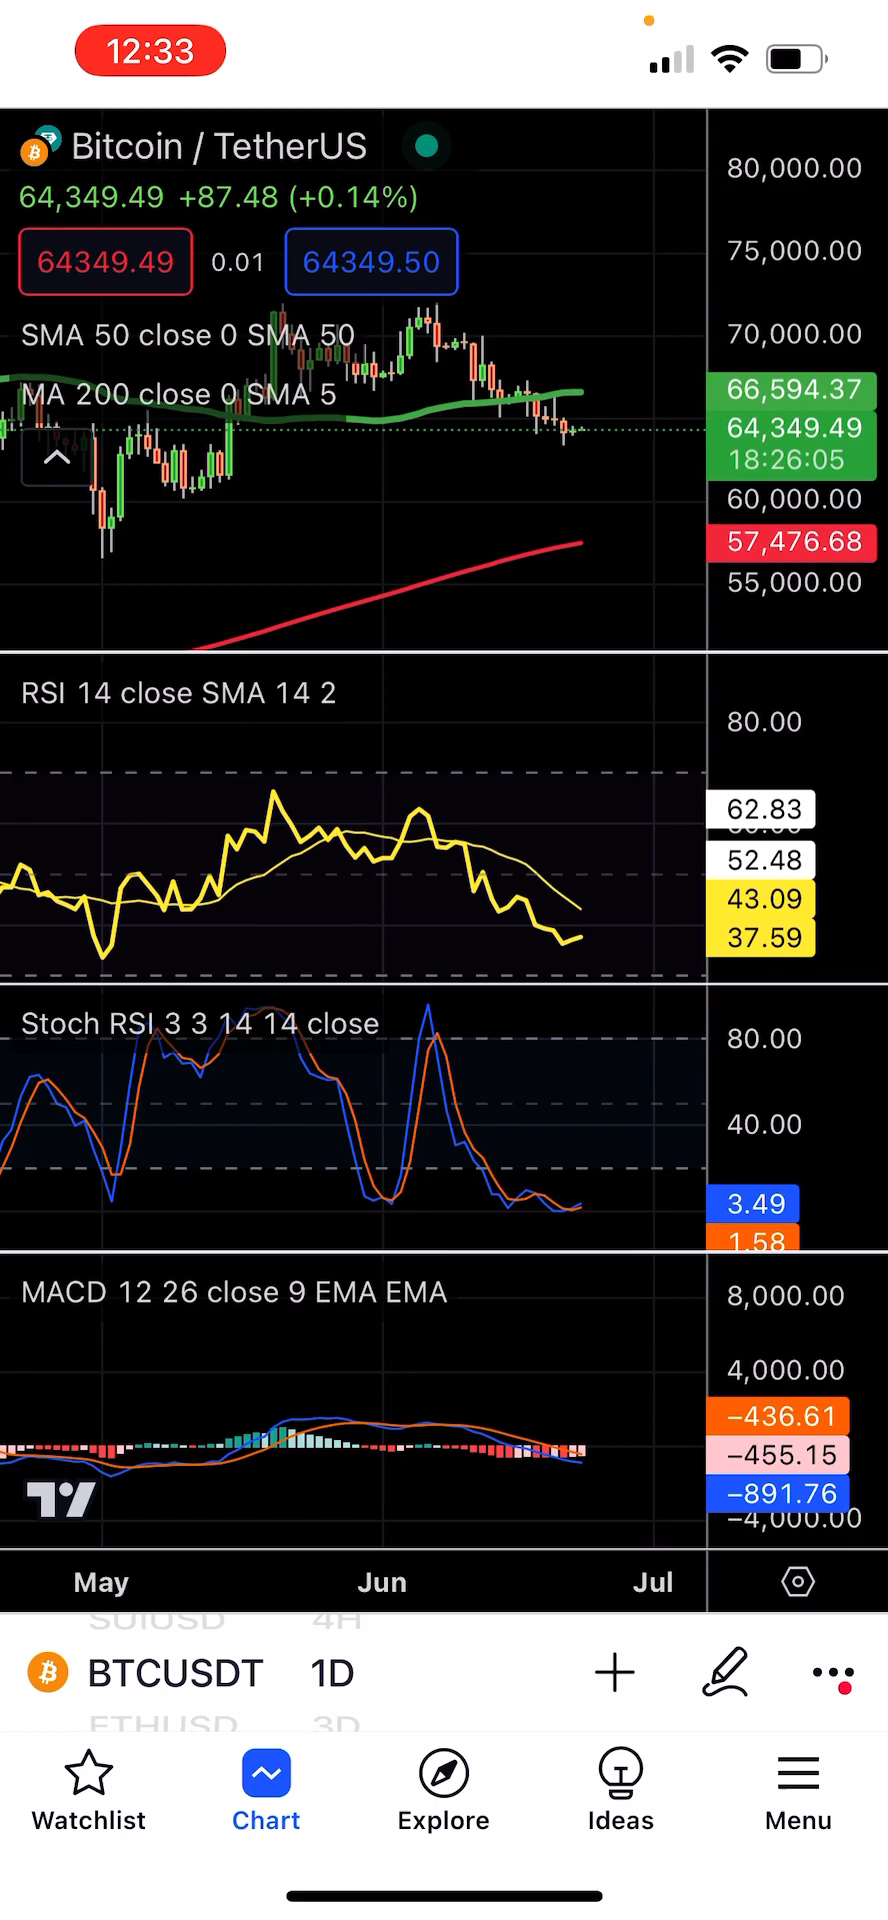 12:33
Bitcoin / TetherUS
64,349.49 +87.48 (+0.14%)
64349.49 0.01 64349.50
SMA 50 close 0 SMA 50
MA 200 close 0 SMA 5
80,000.00
75,000.00
70,000.00
66,594.37
64,349.49
18:26:05
60,000.00
57,476.68
55,000.00
RSI 14 close SMA 14 2
80.00
62.83
52.48
43.09
37.59
Stoch RSI 3 3 14 14 close
80.00
40.00
3.49
1.58
MACD 12 26 close 9 EMA EMA
8,000.00
4,000.00
−436.61
−455.15
−891.76
−4,000.00
May Jun Jul
SUIUSD 4H
BTCUSDT 1D
ETHUSD 3D
Watchlist Chart Explore Ideas Menu